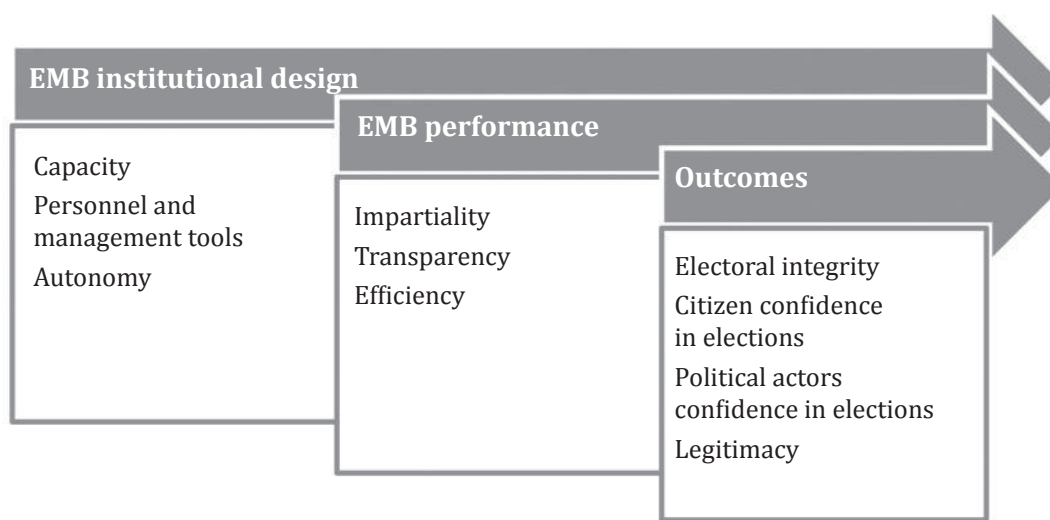 EMB institutional design
Capacity
Personnel and
management tools
Autonomy
EMB performance
Impartiality
Transparency
Efficiency
Outcomes
Electoral integrity
Citizen confidence
in elections
Political actors
confidence in elections
Legitimacy